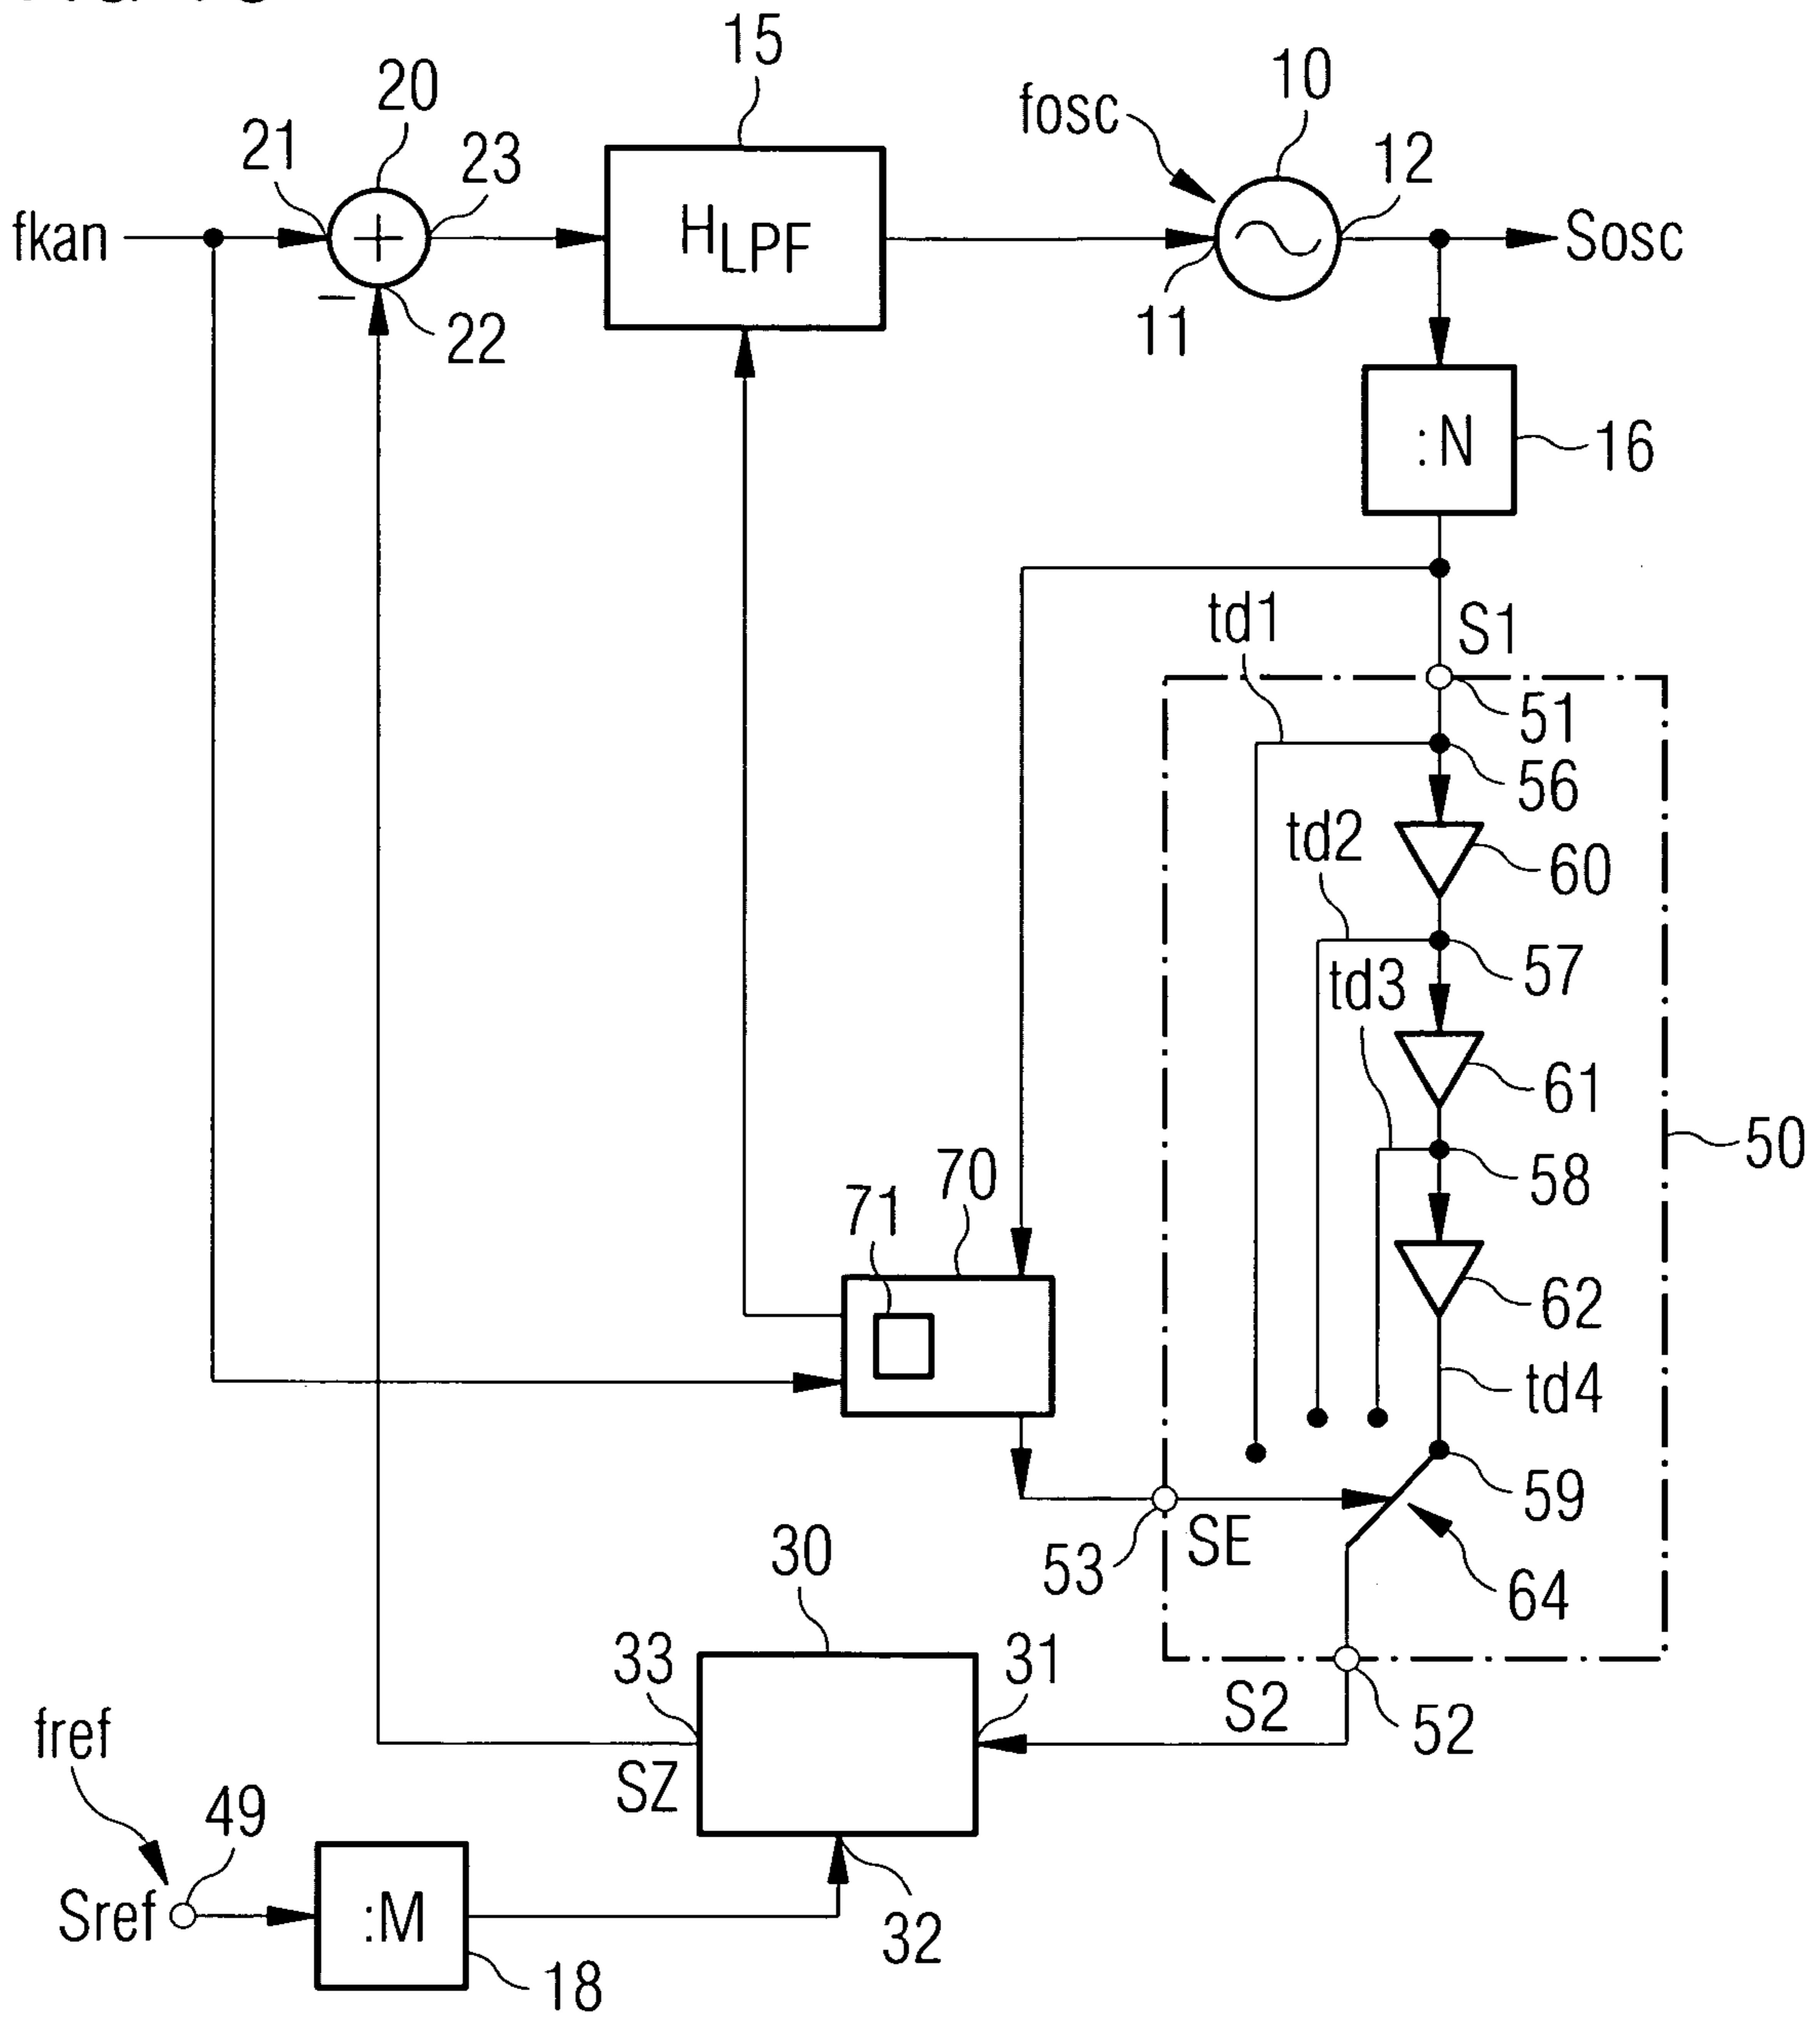 15
20
10
fosc
21
23
12
fkan
+
HLPF
Sosc
−
22
11
:N
16
td1
S1
51
56
td2
60
57
td3
61
50
58
70
71
62
td4
59
53
SE
64
30
33
31
S2
52
fref
SZ
49
Sref
:M
32
18